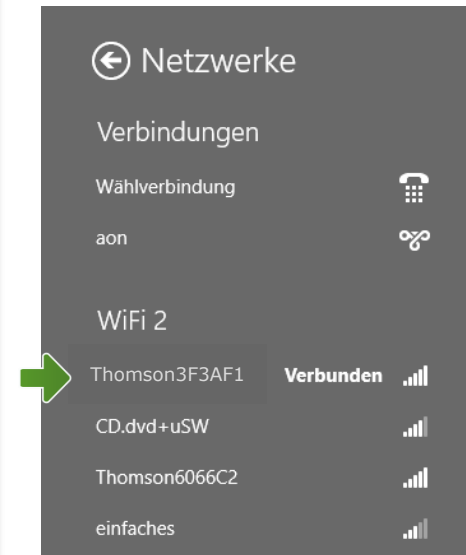 Netzwerke
Verbindungen
Wählverbindung
aon
WiFi 2
Thomson3F3AF1 Verbunden
CD.dvd+uSW
Thomson6066C2
einfaches